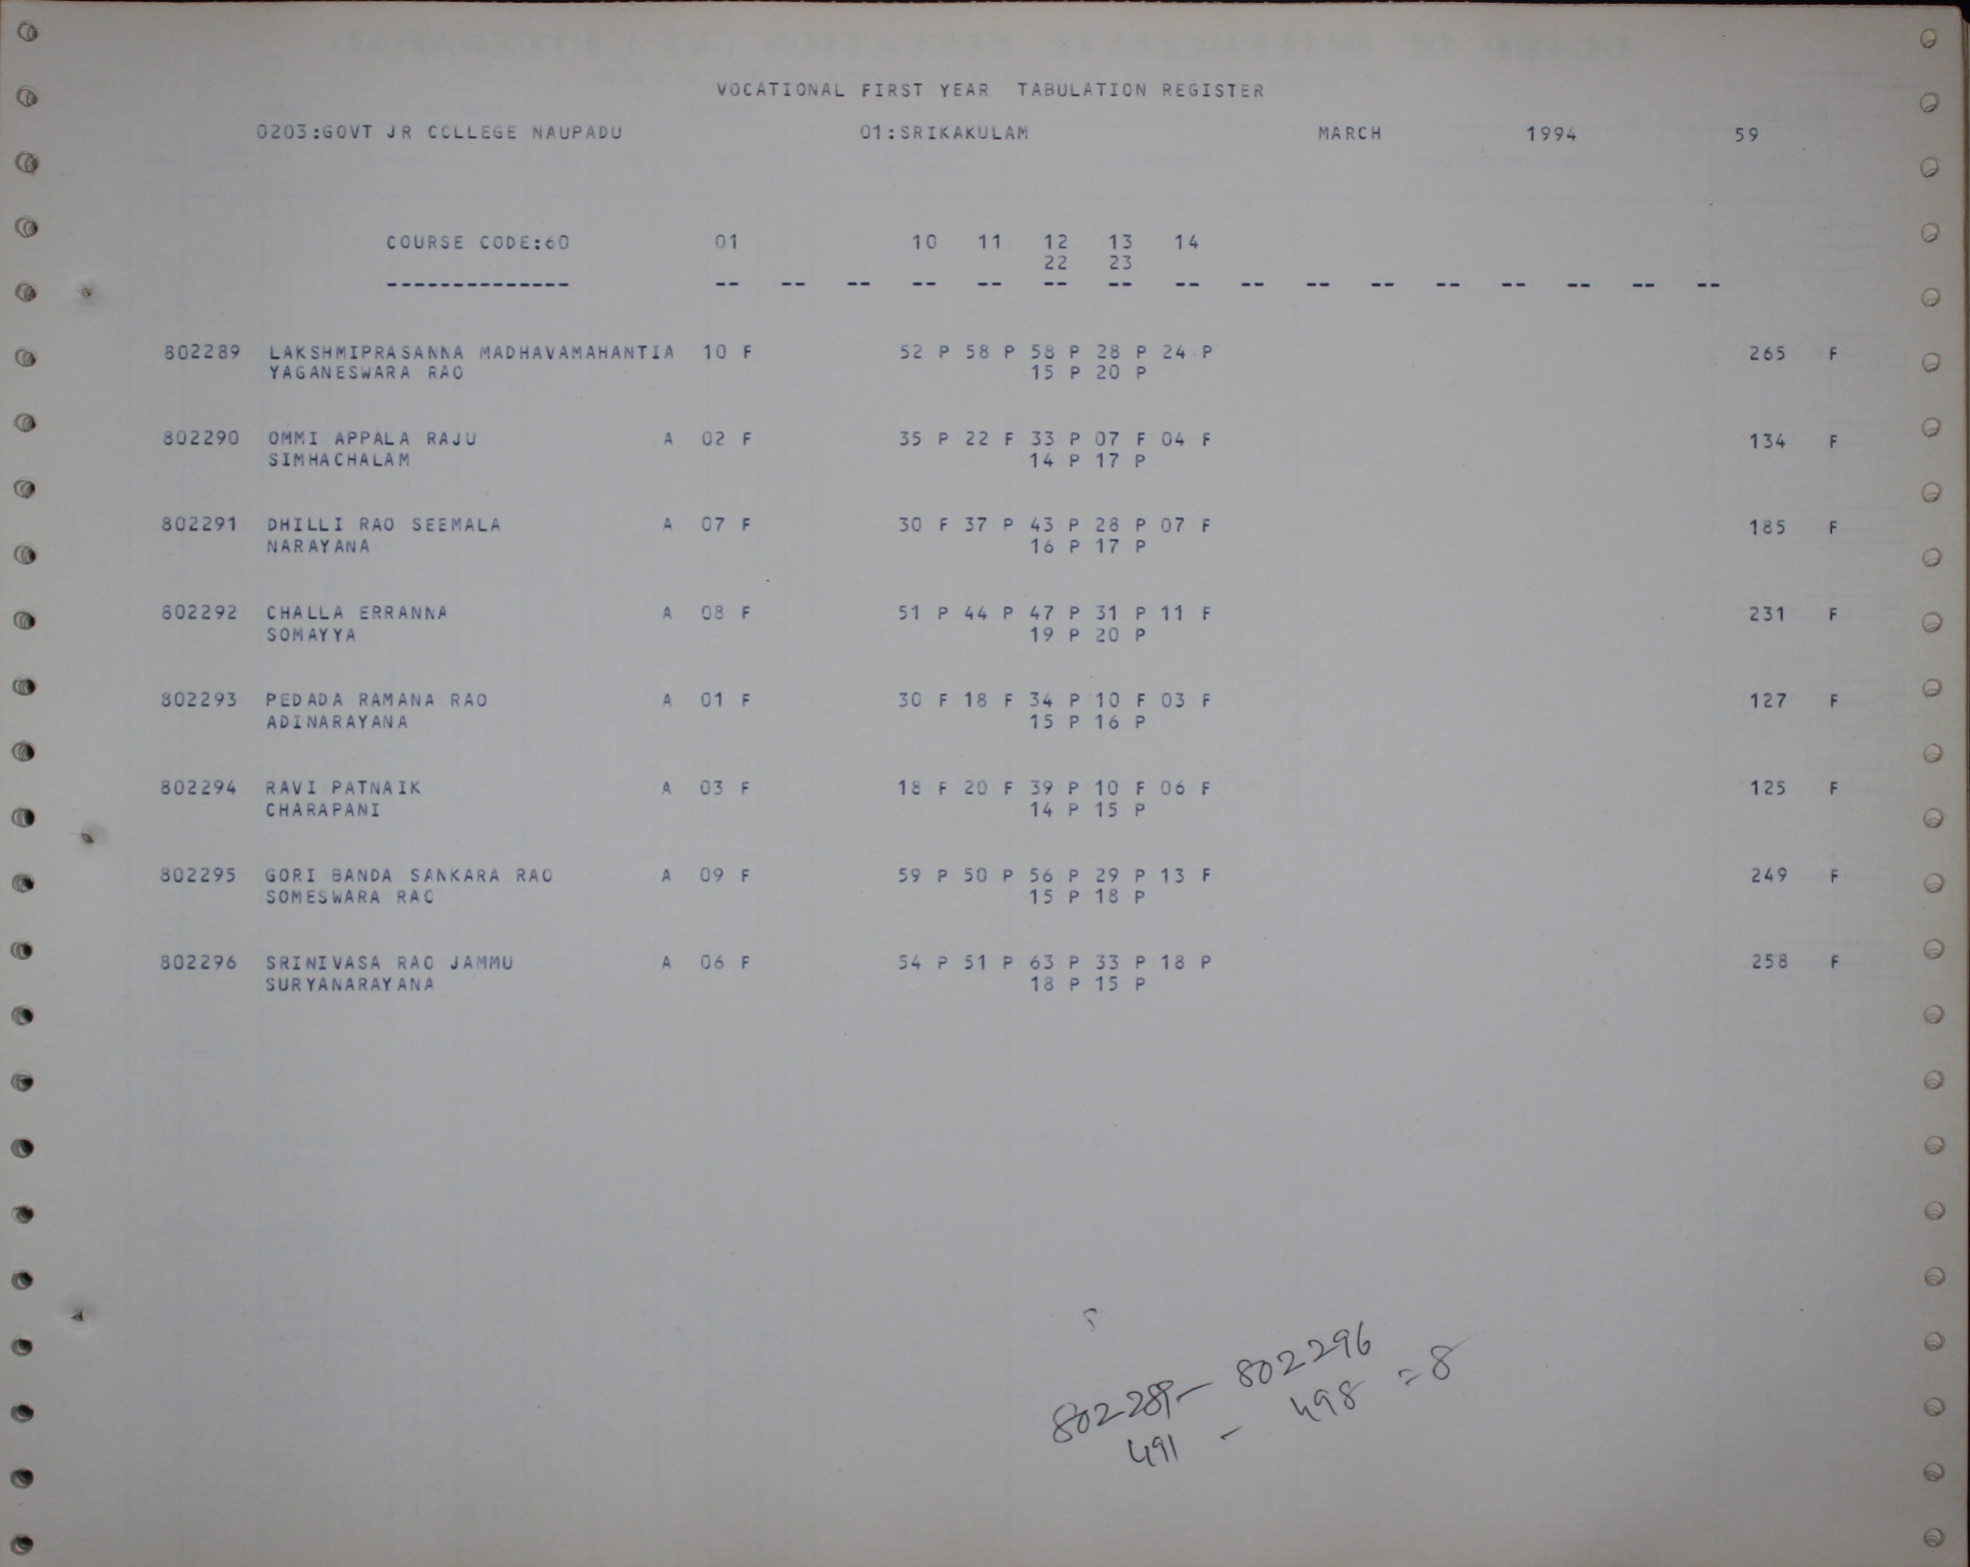 VOCATIONAL FIRST YEAR TABULATION REGISTER
0203:GOVT JR COLLEGE NAUPADU 01:SRIKAKULAM MARCH 1994 59
COURSE CODE:60 01 10 11 12 13 14
22 23
-------------- -- -- -- -- -- -- -- -- -- -- -- -- -- -- -- --
802289 LAKSHMIPRASANNA MADHAVAMAHANTIA 10 F 52 P 58 P 58 P 28 P 24 P 265 F
YAGANESWARA RAO 15 P 20 P
802290 OMMI APPALA RAJU A 02 F 35 P 22 F 33 P 07 F 04 F 134 F
SIMHACHALAM 14 P 17 P
802291 DHILLI RAO SEEMALA A 07 F 30 F 37 P 43 P 28 P 07 F 185 F
NARAYANA 16 P 17 P
802292 CHALLA ERRANNA A 08 F 51 P 44 P 47 P 31 P 11 F 231 F
SOMAYYA 19 P 20 P
802293 PEDADA RAMANA RAO A 01 F 30 F 18 F 34 P 10 F 03 F 127 F
ADINARAYANA 15 P 16 P
802294 RAVI PATNAIK A 03 F 18 F 20 F 39 P 10 F 06 F 125 F
CHARAPANI 14 P 15 P
802295 GORI BANDA SANKARA RAO A 09 F 59 P 50 P 56 P 29 P 13 F 249 F
SOMESWARA RAO 15 P 18 P
802296 SRINIVASA RAO JAMMU A 06 F 54 P 51 P 63 P 33 P 18 P 258 F
SURYANARAYANA 18 P 15 P
802289 - 802296
491 - 498 = 8